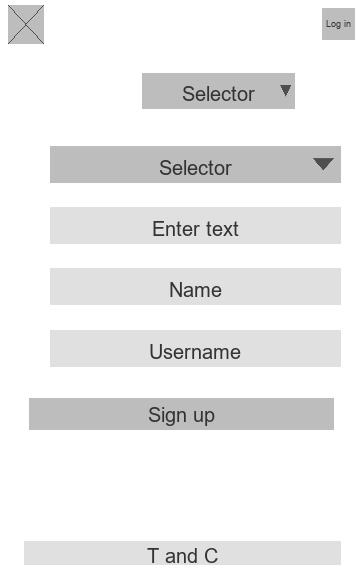 Log in
Selector
Selector
Enter text
Name
Username
Sign up
T and C